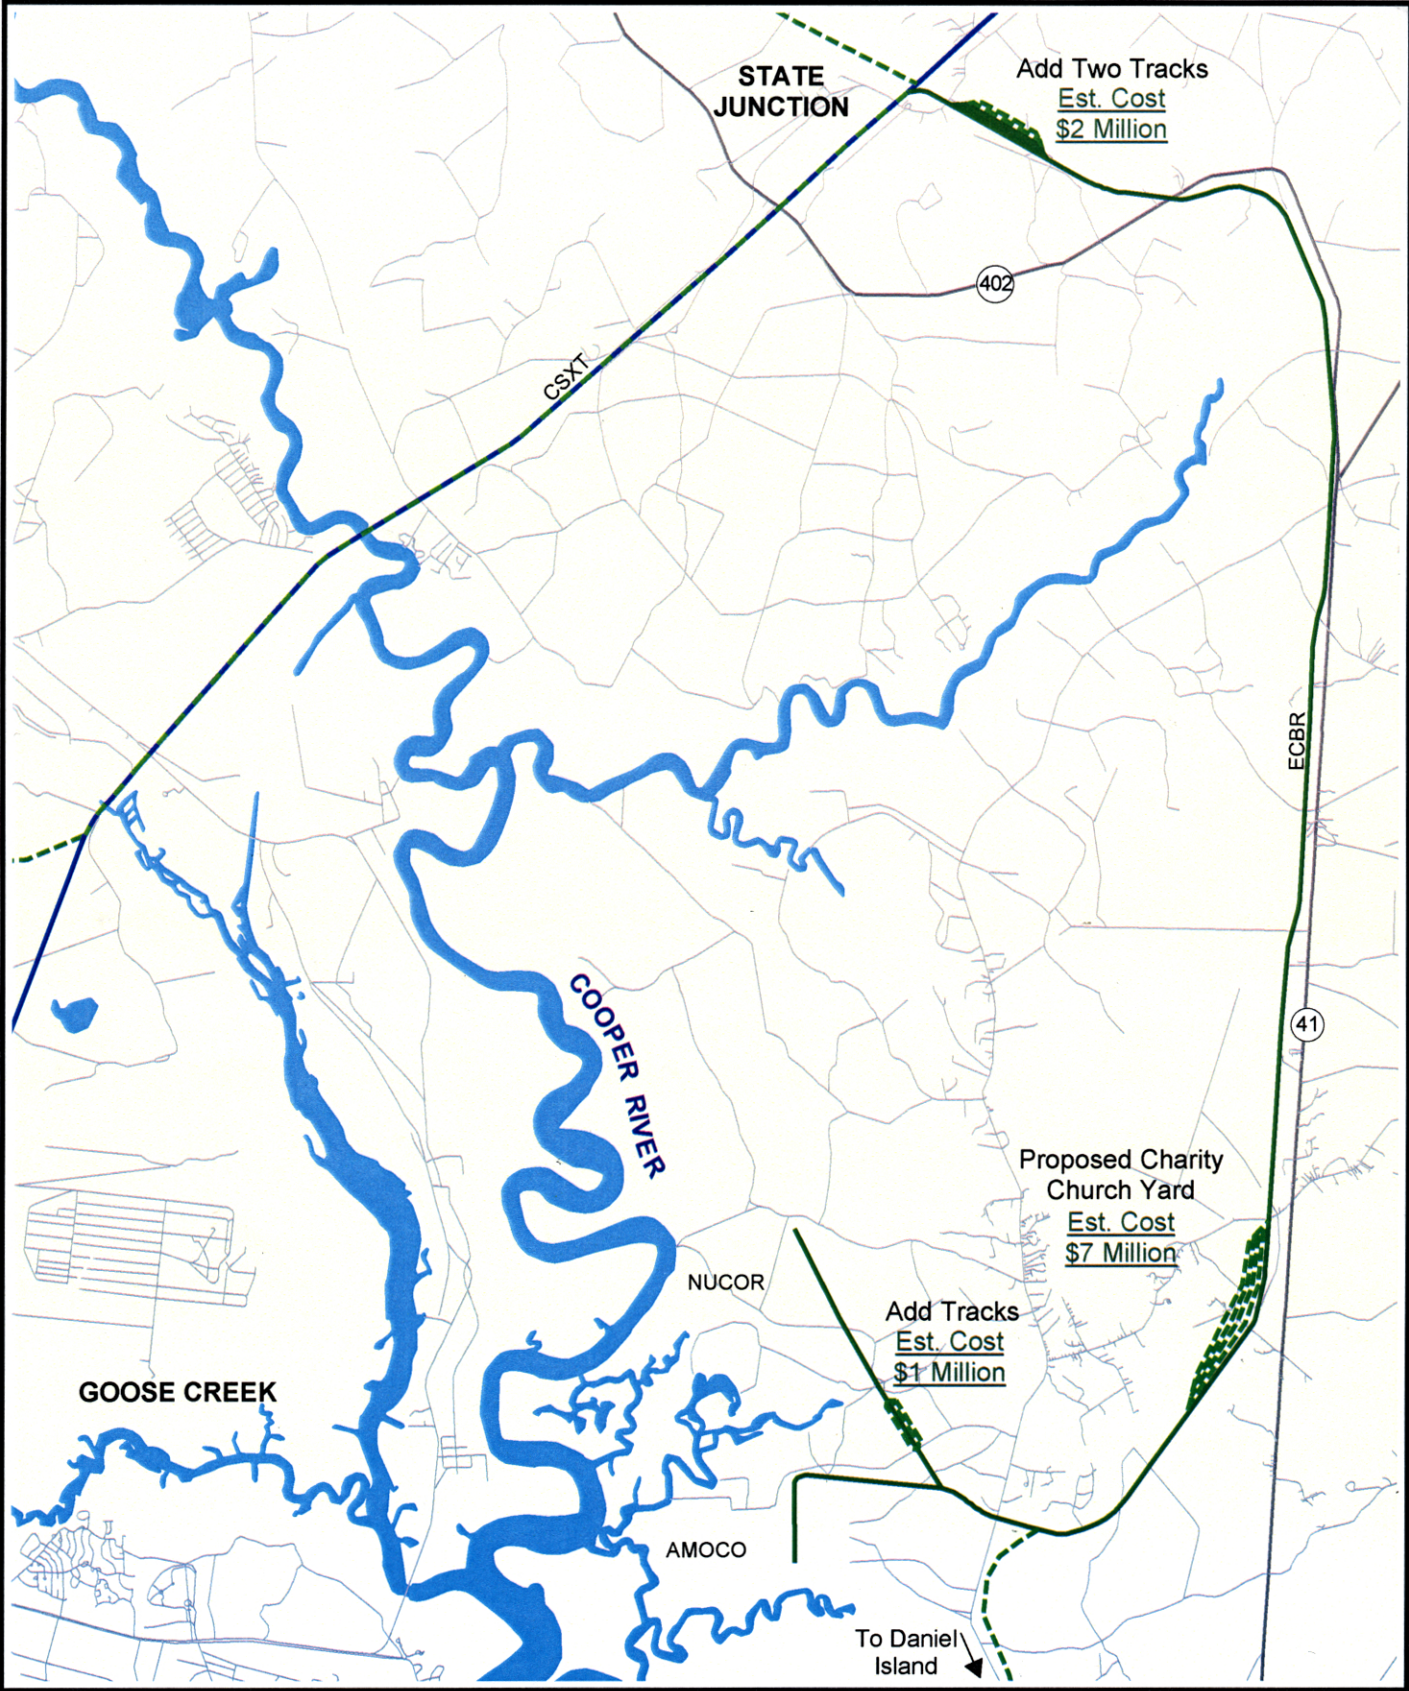 STATE
JUNCTION
Add Two Tracks
Est. Cost
$2 Million
402
CSXT
ECBR
COOPER RIVER
41
Proposed Charity
Church Yard
Est. Cost
$7 Million
NUCOR
Add Tracks
Est. Cost
$1 Million
GOOSE CREEK
AMOCO
To Daniel
Island